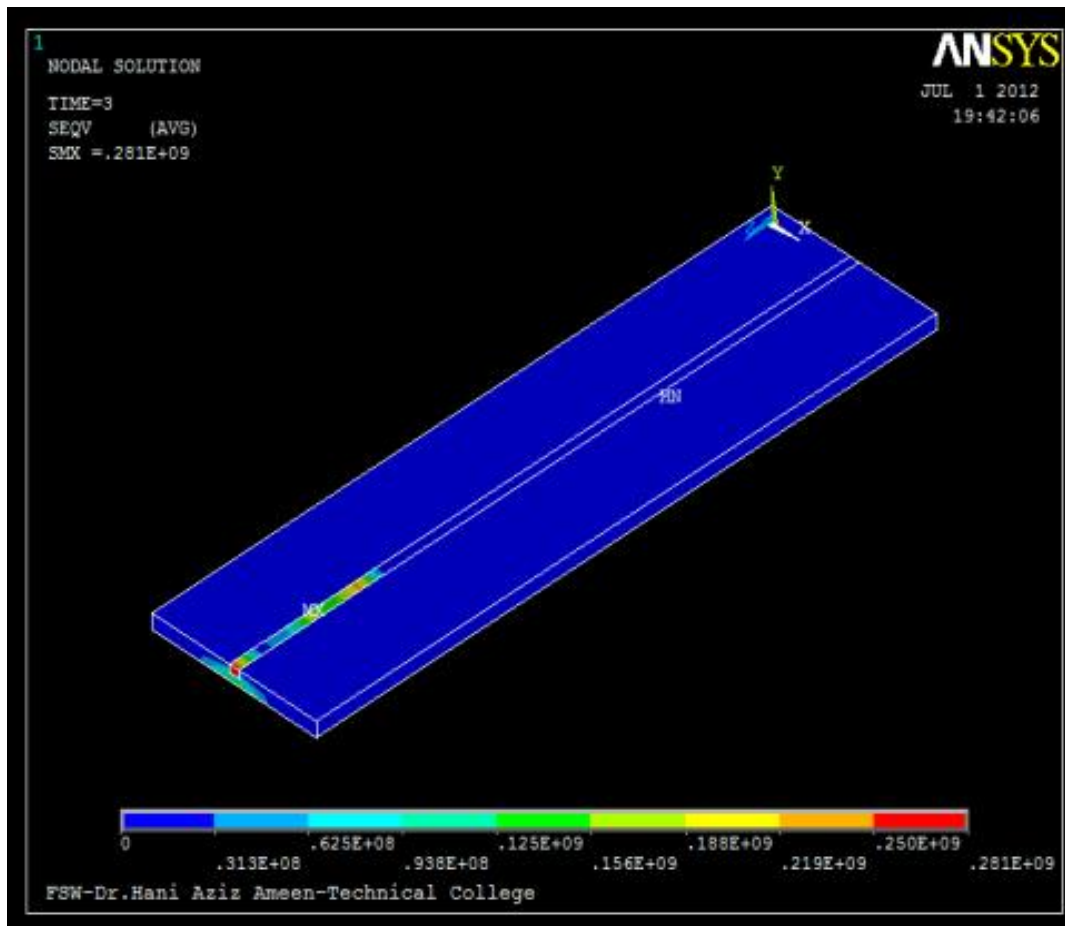 1
ANSYS
NODAL SOLUTION
JUL 1 2012
TIME=3
19:42:06
SEQV (AVG)
SMX =.281E+09
Y
Z
X
MN
MX
0 .625E+08 .125E+09 .188E+09 .250E+09
.313E+08 .938E+08 .156E+09 .219E+09 .281E+09
FSW-Dr.Hani Aziz Ameen-Technical College